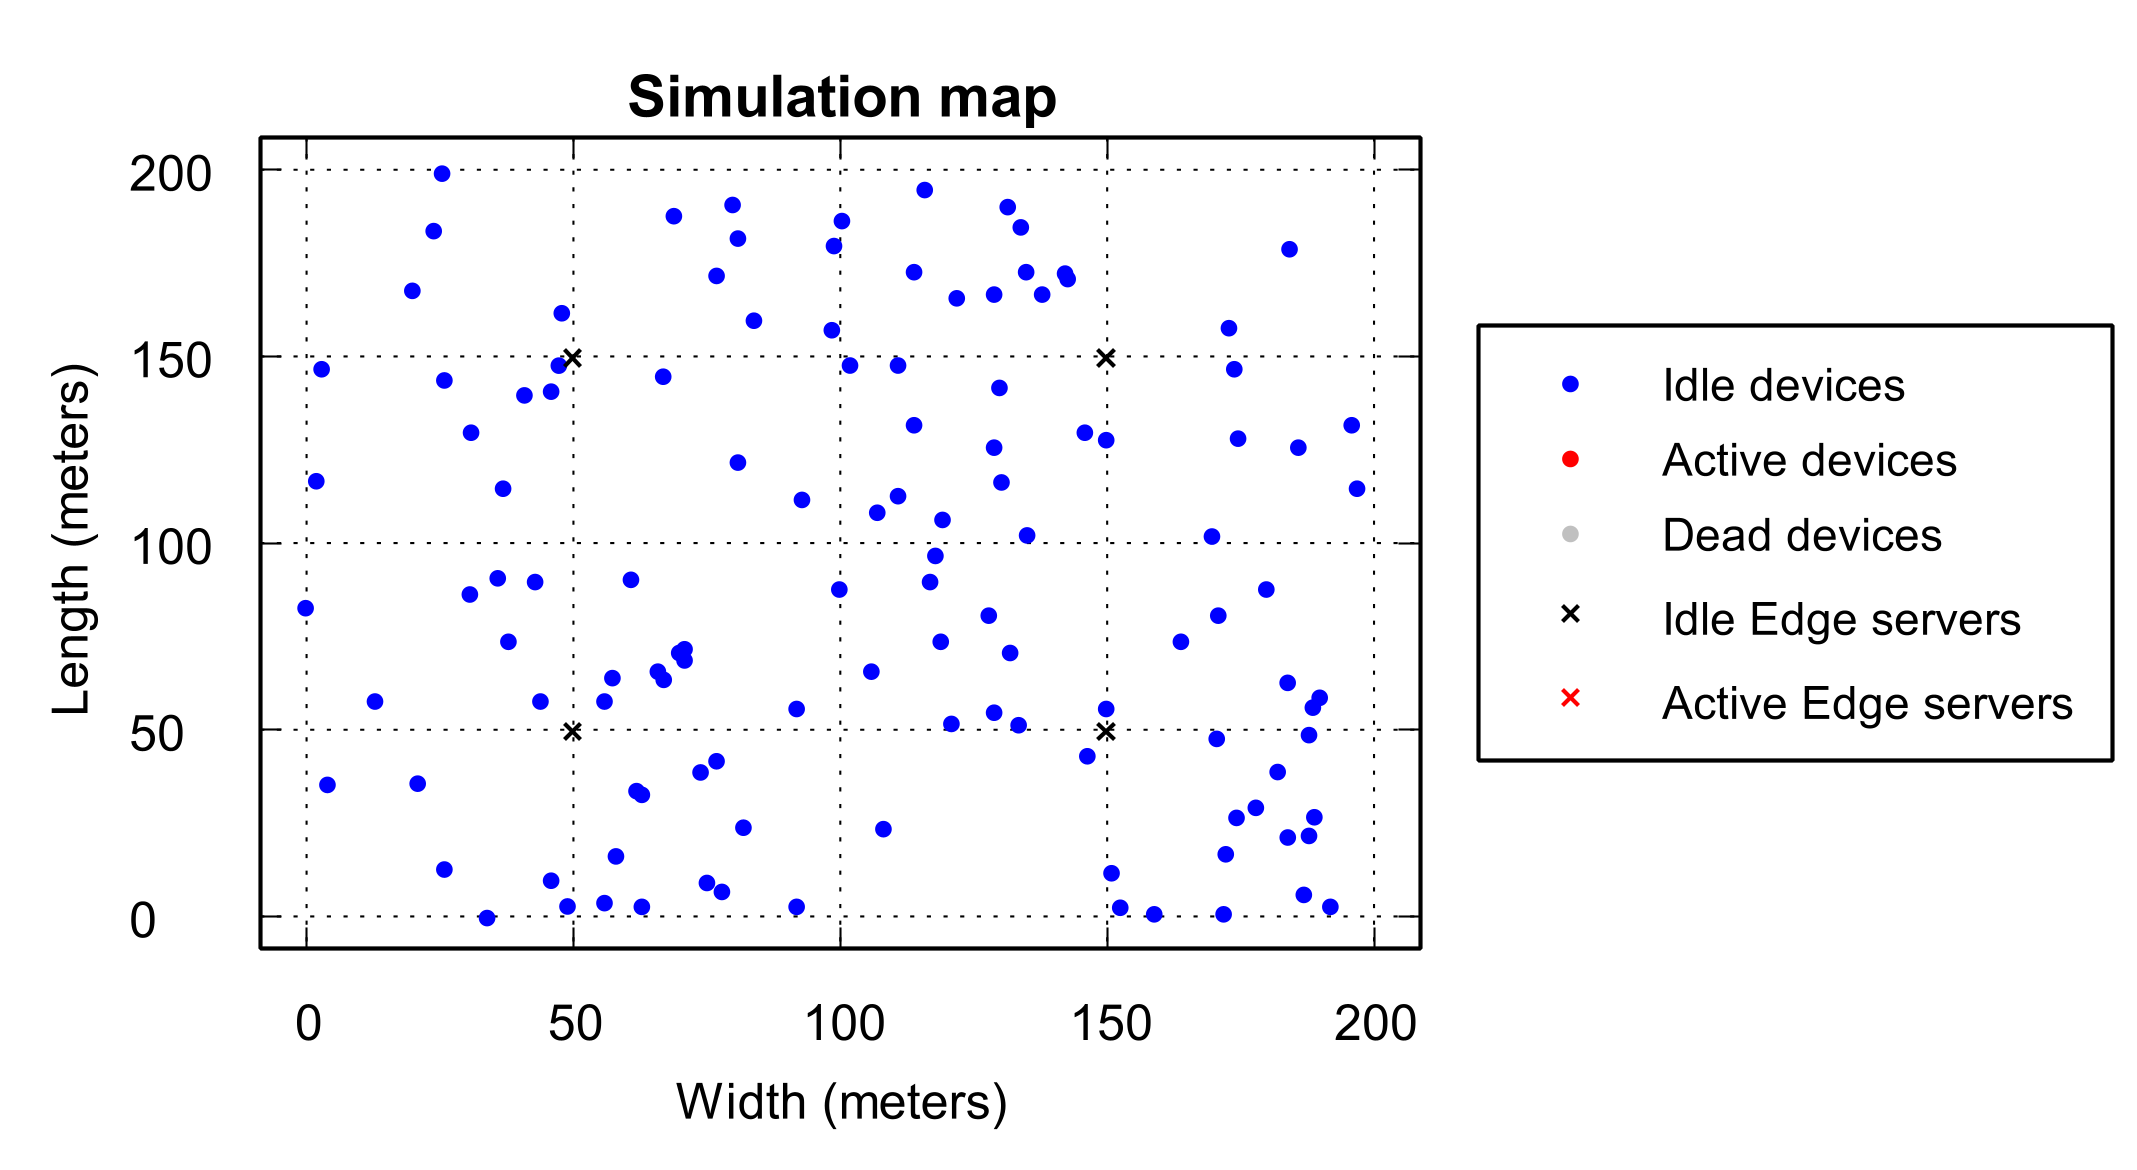 Simulation map
200
150
100
50
0
Length (meters)
0 50 100 150 200
Width (meters)
Idle devices
Active devices
Dead devices
Idle Edge servers
Active Edge servers